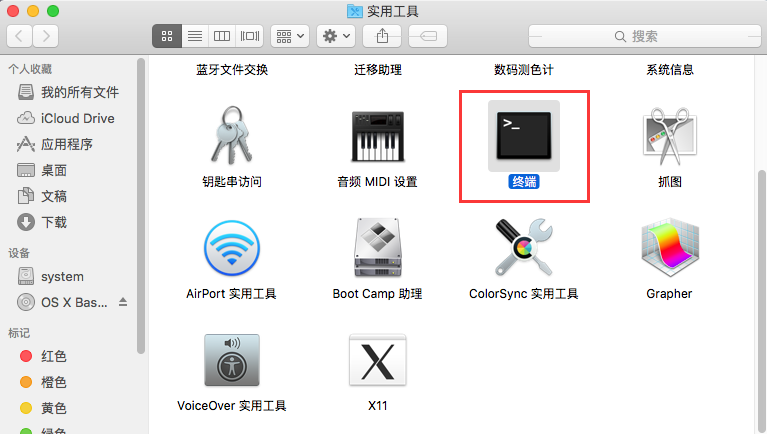 实用工具
搜索
个人收藏
我的所有文件
iCloud Drive
应用程序
桌面
文稿
下载
设备
system
OS X Bas...
标记
红色
橙色
黄色
绿色
蓝牙文件交换
迁移助理
数码测色计
系统信息
>_
钥匙串访问
音频 MIDI 设置
终端
抓图
AirPort 实用工具
Boot Camp 助理
ColorSync 实用工具
Grapher
X
VoiceOver 实用工具
X11